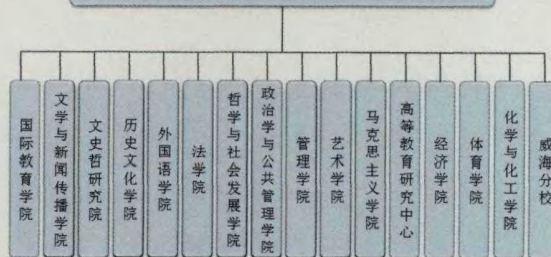 国际教育学院
文学与新闻传播学院
文史哲研究院
历史文化学院
外国语学院
法学院
哲学与社会发展学院
政治学与公共管理学院
管理学院
艺术学院
马克思主义学院
高等教育研究中心
经济学院
体育学院
化学与化工学院
威海分校